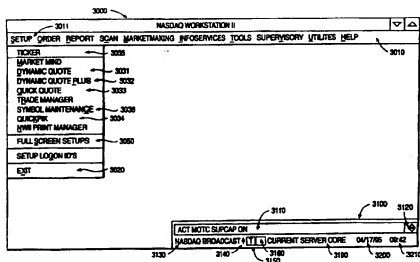 3000
NASDAQ WORKSTATION II
3011
SETUP ORDER REPORT SCAN MARKETMAKING INFOSERVICES TOOLS SUPERVISORY UTILITES HELP
3010
TICKER 3035
MARKET MIND
DYNAMIC QUOTE 3031
DYNAMIC QUOTE PLUS 3032
QUICK QUOTE 3033
TRADE MANAGER
SYMBOL MAINTENANCE 3036
QUICKPIK 3034
NWII PRINT MANAGER
FULL SCREEN SETUPS 3050
SETUP LOGON ID'S
EXIT 3020
3100
3120
ACT MOTC SUPCAP ON 3110
NASDAQ BROADCAST T CURRENT SERVER CORE 04/17/95 09:42
3130 3140 3150 3160 3190 3200 3210